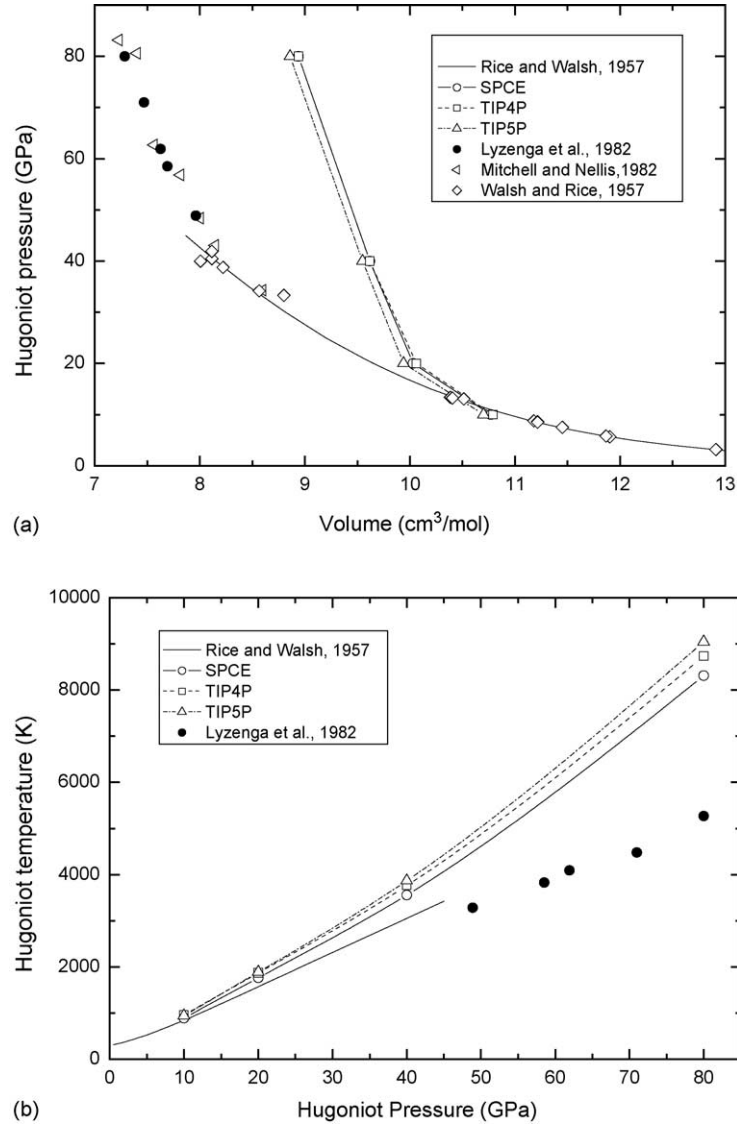 80
60
40
20
0
7
8
9
10
11
12
13
Hugoniot pressure (GPa)
Volume (cm³/mol)
Rice and Walsh, 1957
SPCE
TIP4P
TIP5P
Lyzenga et al., 1982
Mitchell and Nellis,1982
Walsh and Rice, 1957
(a)
10000
8000
6000
4000
2000
0
0
10
20
30
40
50
60
70
80
Hugoniot temperature (K)
Hugoniot Pressure (GPa)
Rice and Walsh, 1957
SPCE
TIP4P
TIP5P
Lyzenga et al., 1982
(b)